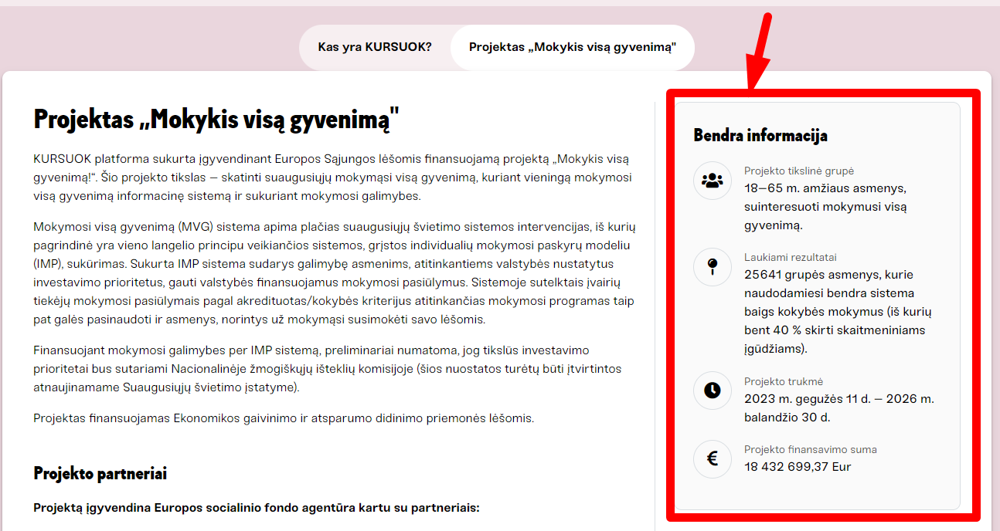 Kas yra KURSUOK?
Projektas „Mokykis visą gyvenimą"
Projektas „Mokykis visą gyvenimą"
KURSUOK platforma sukurta įgyvendinant Europos Sąjungos lėšomis finansuojamą projektą „Mokykis visą
gyvenimą!“. Šio projekto tikslas – skatinti suaugusiųjų mokymąsi visą gyvenimą, kuriant vieningą mokymosi
visą gyvenimą informacinę sistemą ir sukuriant mokymosi galimybes.
Mokymosi visą gyvenimą (MVG) sistema apima plačias suaugusiųjų švietimo sistemos intervencijas, iš kurių
pagrindinė yra vieno langelio principu veikiančios sistemos, grįstos individualių mokymosi paskyrų modeliu
(IMP), sukūrimas. Sukurta IMP sistema sudarys galimybę asmenims, atitinkantiems valstybės nustatytus
investavimo prioritetus, gauti valstybės finansuojamus mokymosi pasiūlymus. Sistemoje sutelktais įvairių
tiekėjų mokymosi pasiūlymais pagal akredituotas/kokybės kriterijus atitinkančias mokymosi programas taip
pat galės pasinaudoti ir asmenys, norintys už mokymąsi susimokėti savo lėšomis.
Finansuojant mokymosi galimybes per IMP sistemą, preliminariai numatoma, jog tikslūs investavimo
prioritetai bus sutariami Nacionalinėje žmogiškųjų išteklių komisijoje (šios nuostatos turėtų būti įtvirtintos
atnaujinamame Suaugusiųjų švietimo įstatyme).
Projektas finansuojamas Ekonomikos gaivinimo ir atsparumo didinimo priemonės lėšomis.
Projekto partneriai
Projektą įgyvendina Europos socialinio fondo agentūra kartu su partneriais:
Bendra informacija
Projekto tikslinė grupė
18–65 m. amžiaus asmenys,
suinteresuoti mokymusi visą
gyvenimą.
Laukiami rezultatai
25641 grupės asmenys, kurie
naudodamiesi bendra sistema
baigs kokybės mokymus (iš kurių
bent 40 % skirti skaitmeniniams
įgūdžiams).
Projekto trukmė
2023 m. gegužės 11 d. – 2026 m.
balandžio 30 d.
Projekto finansavimo suma
18 432 699,37 Eur